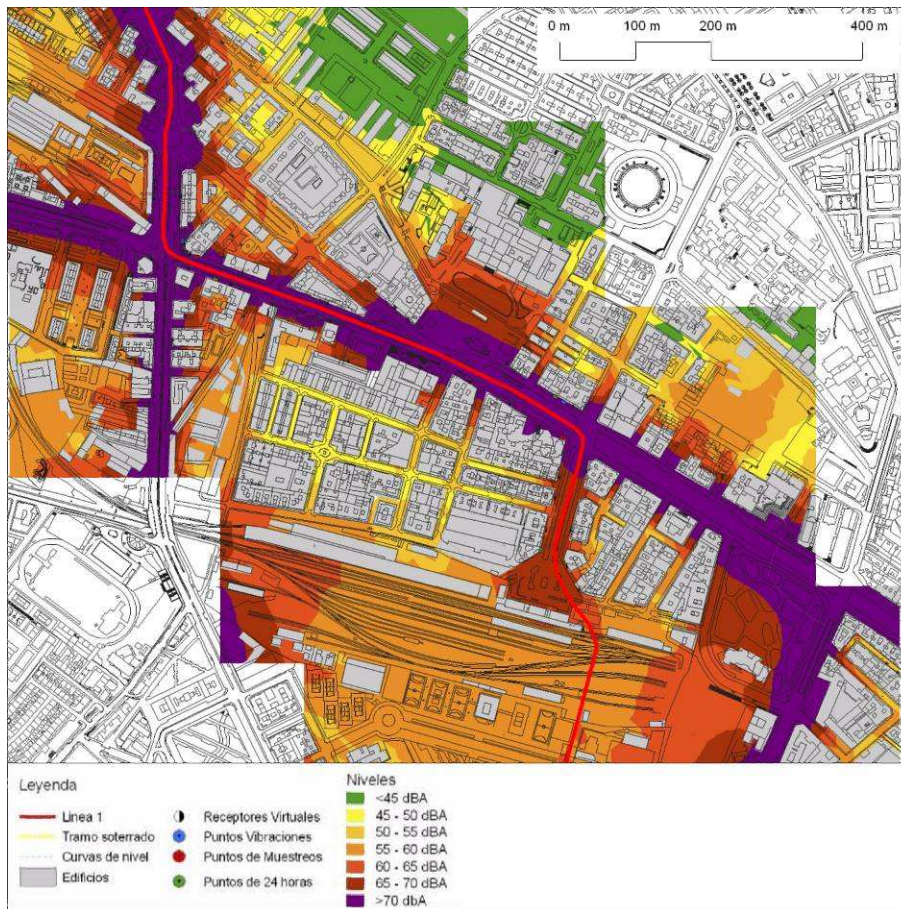 0 m 100 m 200 m 400 m
Leyenda
Linea 1
Tramo soterrado
Curvas de nivel
Edificios
Receptores Virtuales
Puntos Vibraciones
Puntos de Muestreos
Puntos de 24 horas
Niveles
<45 dBA
45 - 50 dBA
50 - 55 dBA
55 - 60 dBA
60 - 65 dBA
65 - 70 dBA
>70 dbA